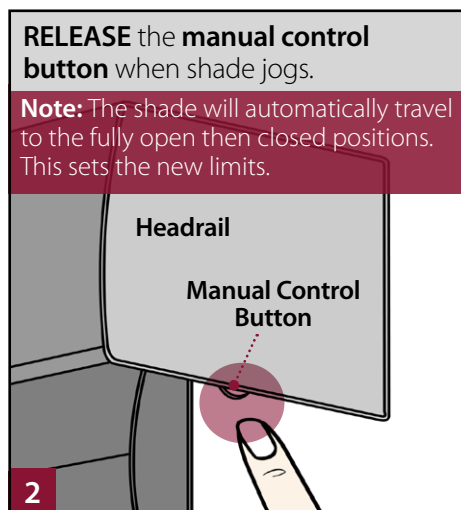 RELEASE the manual control
button when shade jogs.
Note: The shade will automatically travel
to the fully open then closed positions.
This sets the new limits.
Headrail
Manual Control
Button
2